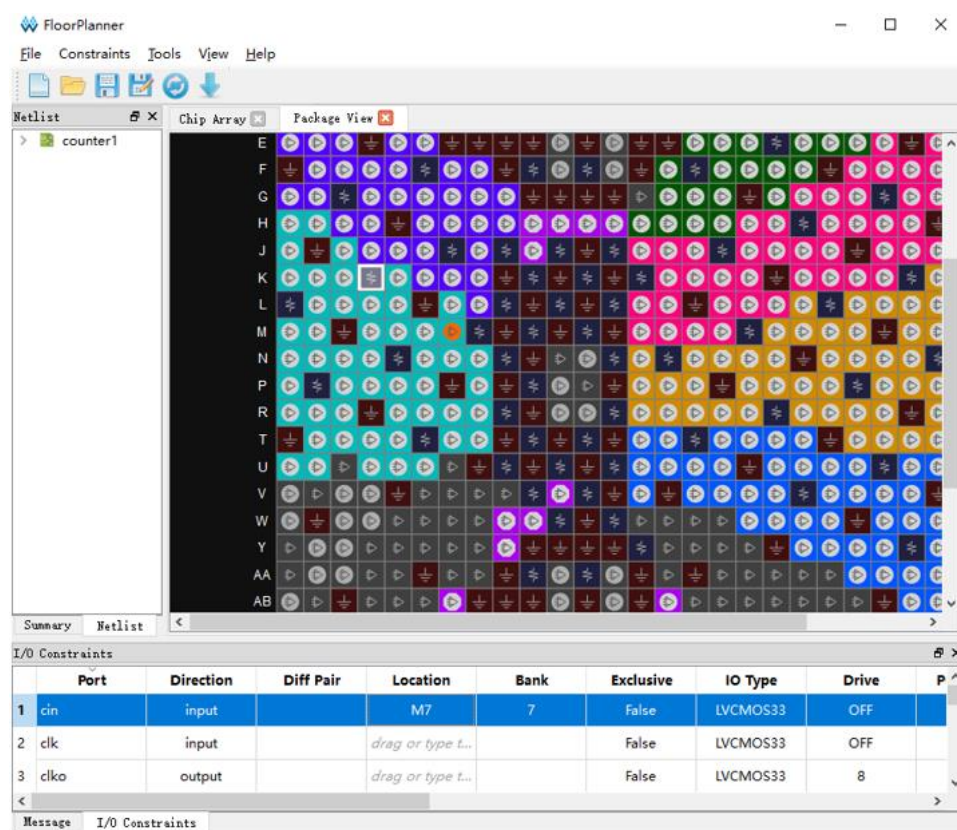 FloorPlanner
File Constraints Tools View Help
Netlist
Chip Array Package View
counter1
E
F
G
H
J
K
L
M
N
P
R
T
U
V
W
Y
AA
AB
Summary Netlist
I/O Constraints
Port Direction Diff Pair Location Bank Exclusive IO Type Drive P
1 cin input M7 7 False LVCMOS33 OFF
2 clk input drag or type t... False LVCMOS33 OFF
3 clko output drag or type t... False LVCMOS33 8
Message I/O Constraints